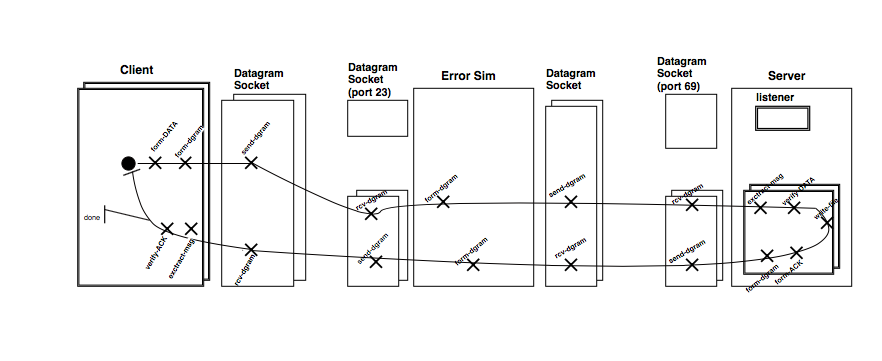 Client
Datagram
Socket
Datagram
Socket
(port 23)
Error Sim
Datagram
Socket
Datagram
Socket
(port 69)
Server
listener
form-DATA
form-dgram
send-dgram
rcv-dgram
form-dgram
send-dgram
rcv-dgram
exctract-msg
verify-DATA
write-file
done
verify-ACK
exctract-msg
rcv-dgram
send-dgram
form-dgram
rcv-dgram
send-dgram
form-dgram
form-ACK